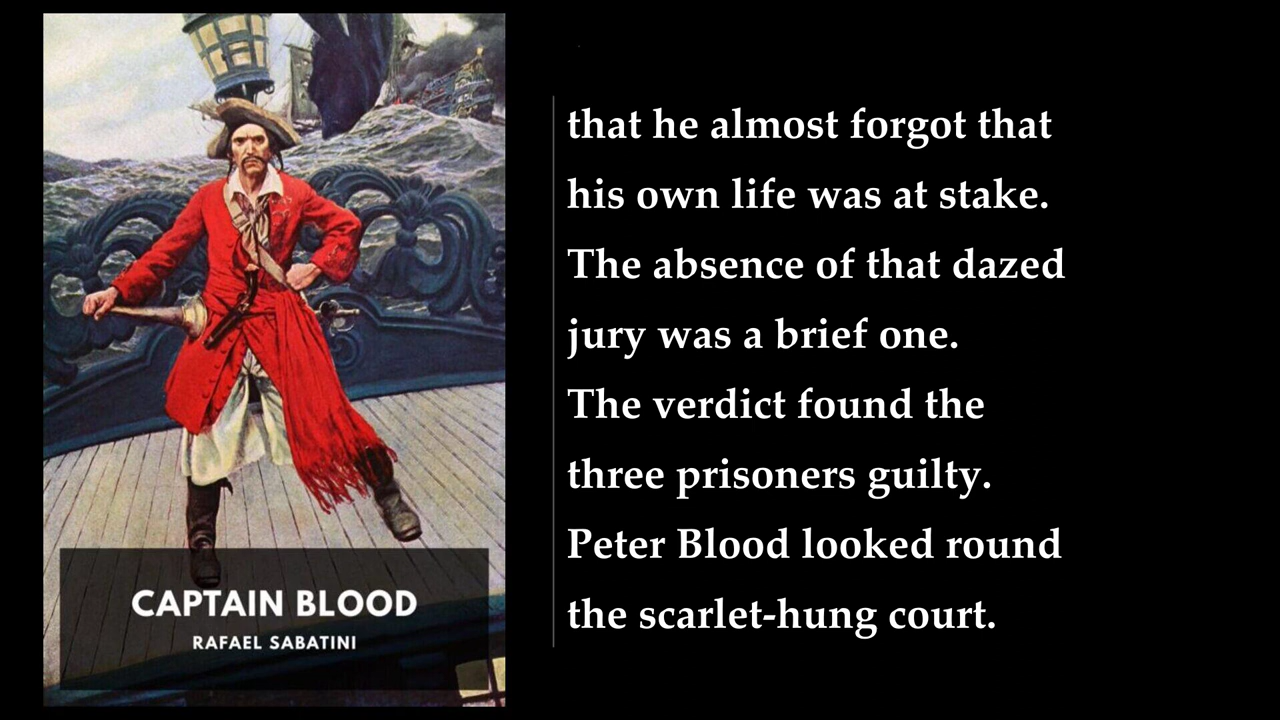 CAPTAIN BLOOD
RAFAEL SABATINI
that he almost forgot that
his own life was at stake.
The absence of that dazed
jury was a brief one.
The verdict found the
three prisoners guilty.
Peter Blood looked round
the scarlet-hung court.